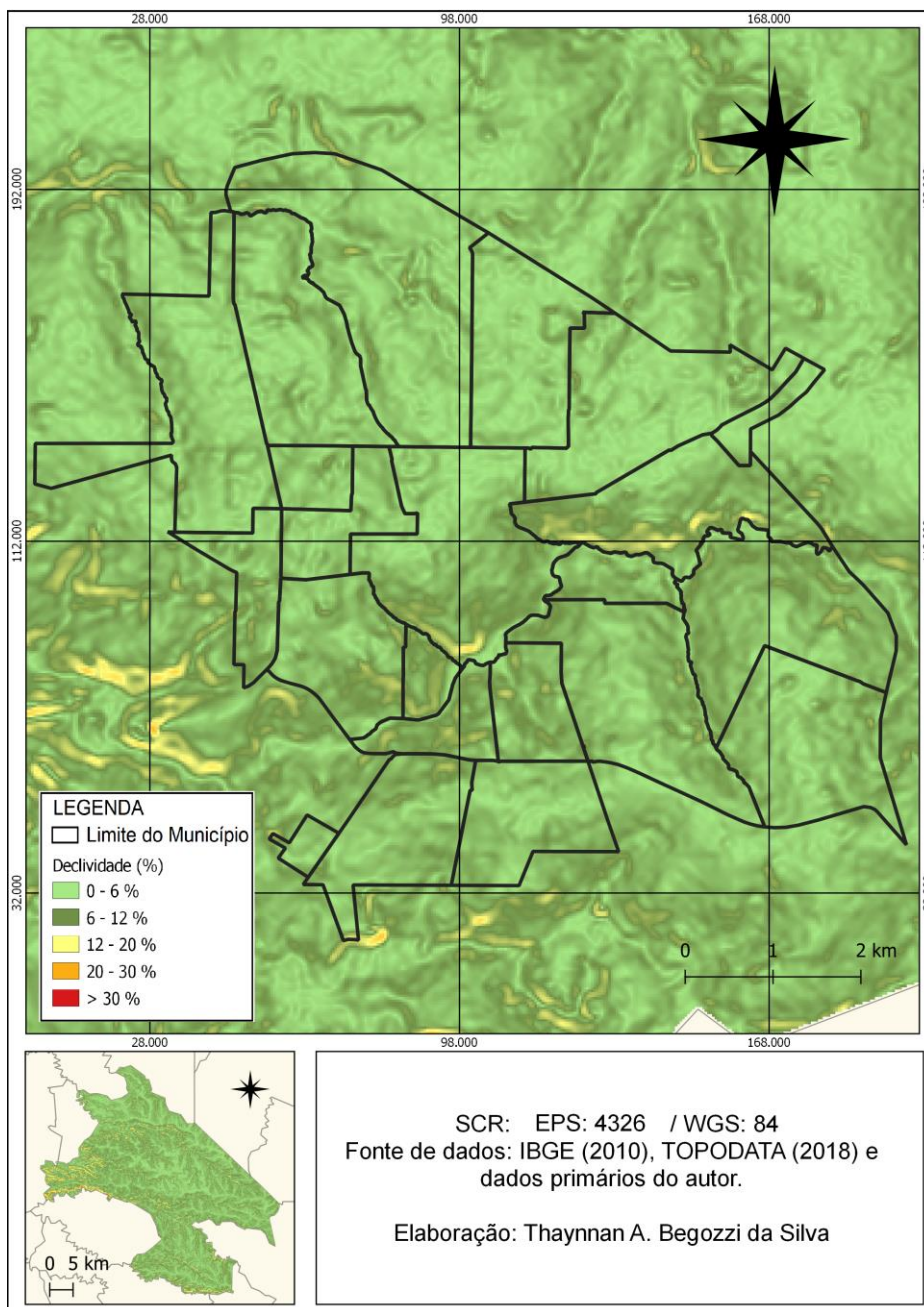 28.000
98.000
168.000
192.000
112.000
32.000
LEGENDA
Limite do Município
Declividade (%)
0 - 6 %
6 - 12 %
12 - 20 %
20 - 30 %
> 30 %
0 1 2 km
28.000
98.000
168.000
0 5 km
SCR: EPS: 4326 / WGS: 84
Fonte de dados: IBGE (2010), TOPODATA (2018) e
dados primários do autor.
Elaboração: Thaynnan A. Begozzi da Silva